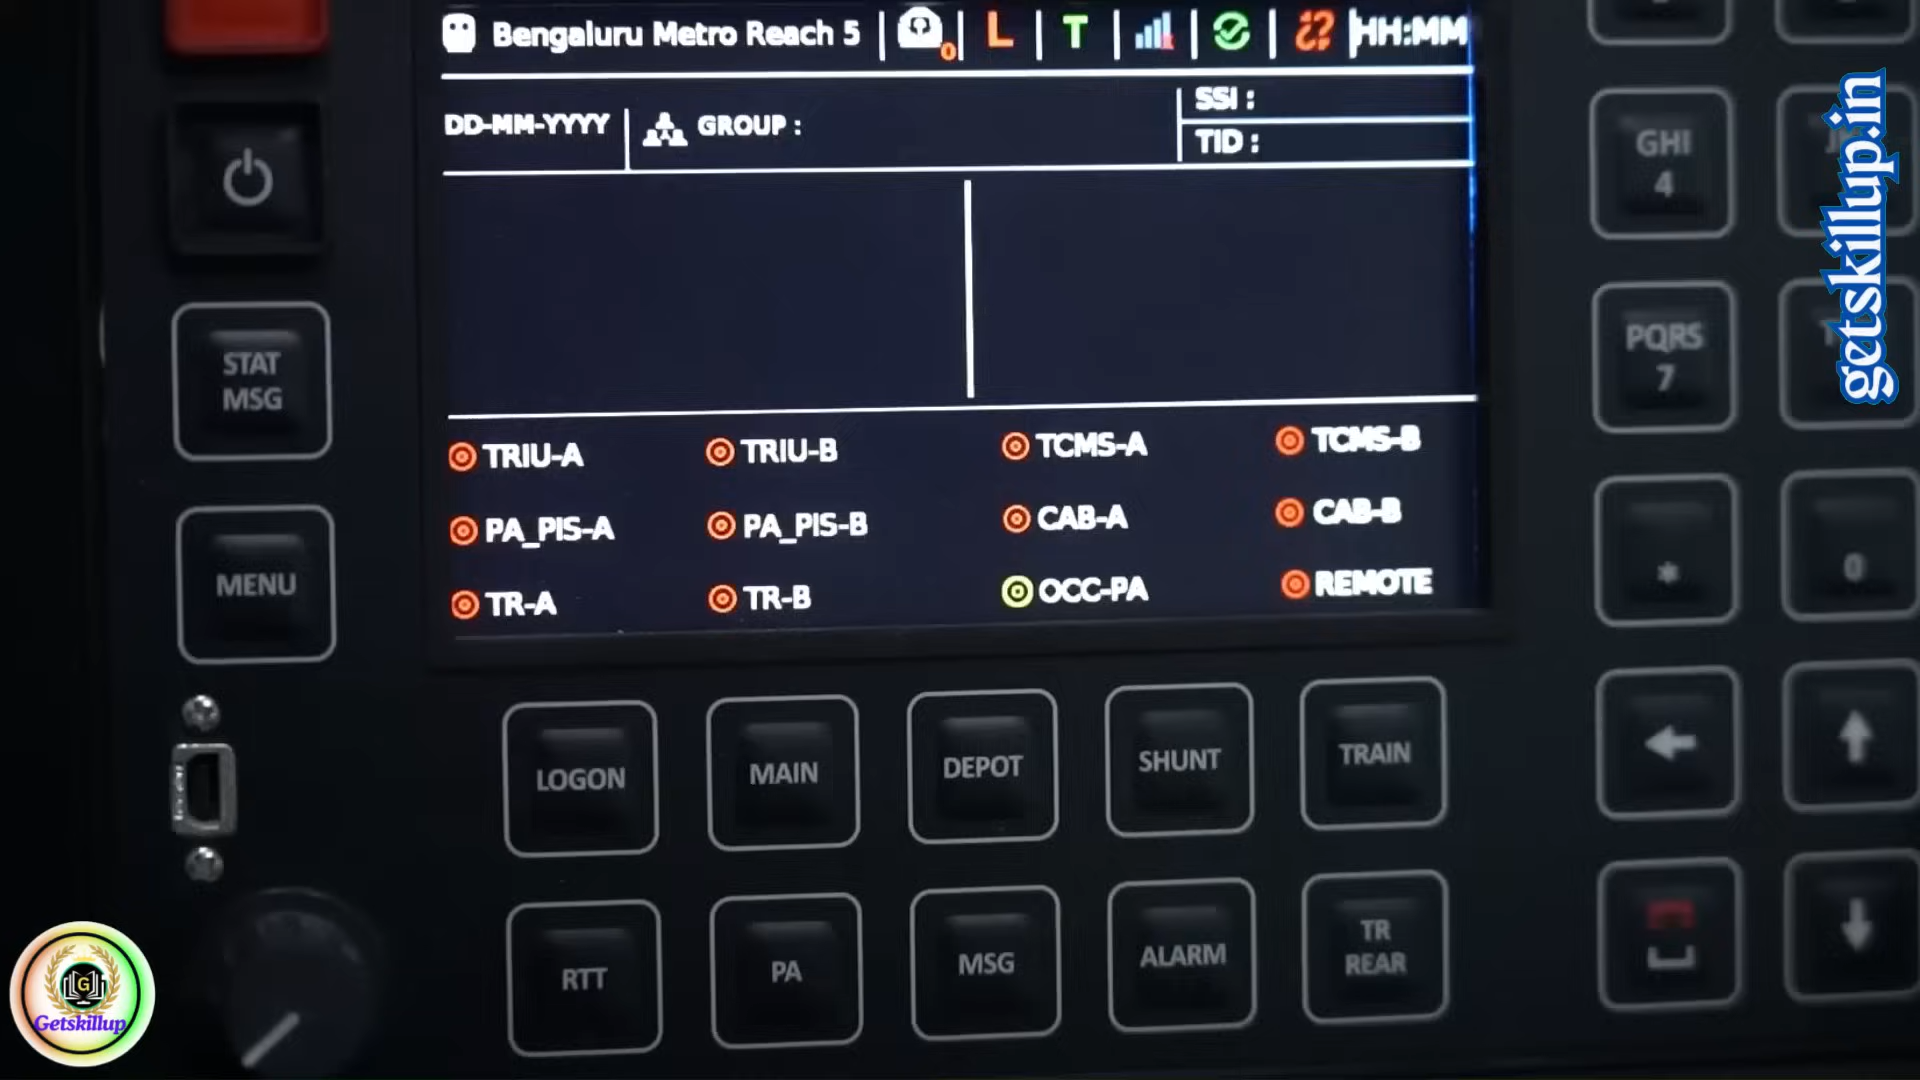 Bengaluru Metro Reach 5 0 L T HH:MM
DD-MM-YYYY GROUP : SSI :
TID :
TRIU-A TRIU-B TCMS-A TCMS-B
PA_PIS-A PA_PIS-B CAB-A CAB-B
TR-A TR-B OCC-PA REMOTE
STAT
MSG
MENU
LOGON MAIN DEPOT SHUNT TRAIN
RTT PA MSG ALARM TR
REAR
GHI
4
PQRS
7
* 0
getskillup.in
G
Getskillup